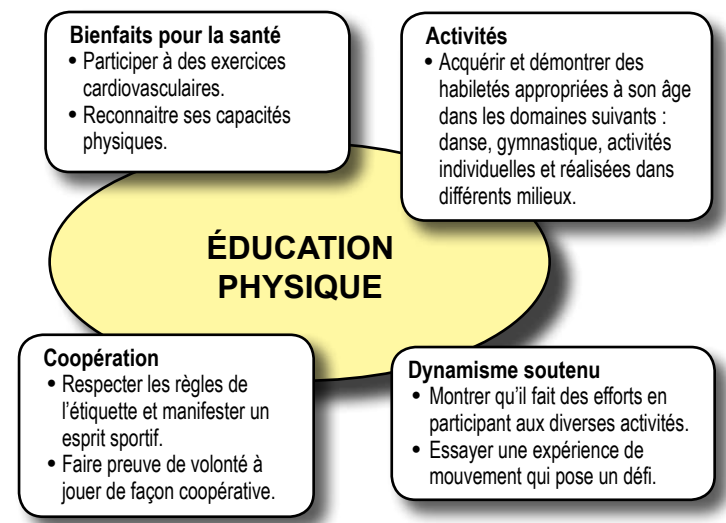 Bienfaits pour la santé
• Participer à des exercices
cardiovasculaires.
• Reconnaitre ses capacités
physiques.
Activités
• Acquérir et démontrer des
habiletés appropriées à son âge
dans les domaines suivants :
danse, gymnastique, activités
individuelles et réalisées dans
différents milieux.
ÉDUCATION
PHYSIQUE
Coopération
• Respecter les règles de
l’étiquette et manifester un
esprit sportif.
• Faire preuve de volonté à
jouer de façon coopérative.
Dynamisme soutenu
• Montrer qu’il fait des efforts en
participant aux diverses activités.
• Essayer une expérience de
mouvement qui pose un défi.